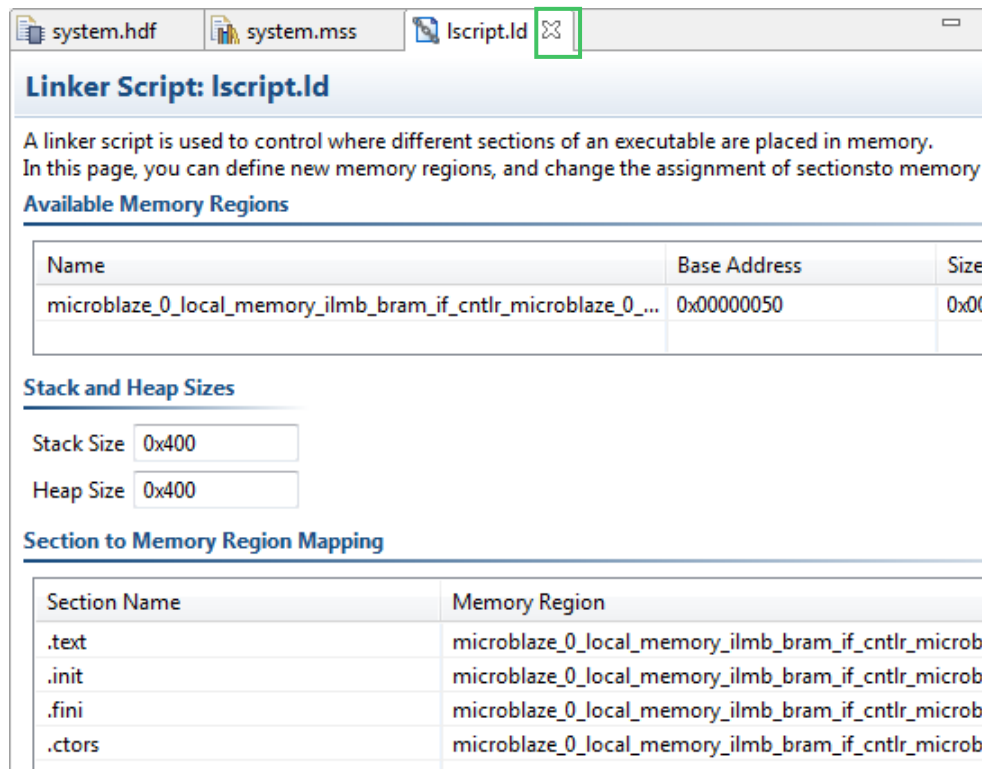 system.hdf system.mss lscript.ld
Linker Script: lscript.ld
A linker script is used to control where different sections of an executable are placed in memory.
In this page, you can define new memory regions, and change the assignment of sectionsto memory
Available Memory Regions
Name Base Address Size
microblaze_0_local_memory_ilmb_bram_if_cntlr_microblaze_0_... 0x00000050 0x00
Stack and Heap Sizes
Stack Size 0x400
Heap Size 0x400
Section to Memory Region Mapping
Section Name Memory Region
.text microblaze_0_local_memory_ilmb_bram_if_cntlr_microb
.init microblaze_0_local_memory_ilmb_bram_if_cntlr_microb
.fini microblaze_0_local_memory_ilmb_bram_if_cntlr_microb
.ctors microblaze_0_local_memory_ilmb_bram_if_cntlr_microb